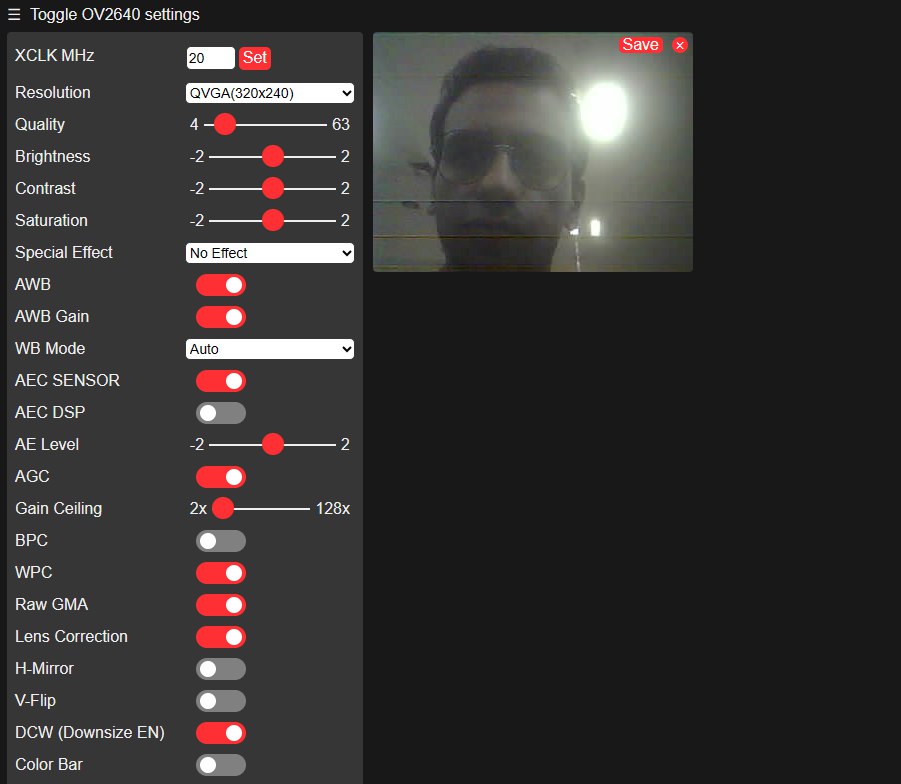 ☰ Toggle OV2640 settings
XCLK MHz 20 Set
Resolution QVGA(320x240)
Quality 4 63
Brightness -2 2
Contrast -2 2
Saturation -2 2
Special Effect No Effect
AWB
AWB Gain
WB Mode Auto
AEC SENSOR
AEC DSP
AE Level -2 2
AGC
Gain Ceiling 2x 128x
BPC
WPC
Raw GMA
Lens Correction
H-Mirror
V-Flip
DCW (Downsize EN)
Color Bar
Save ×